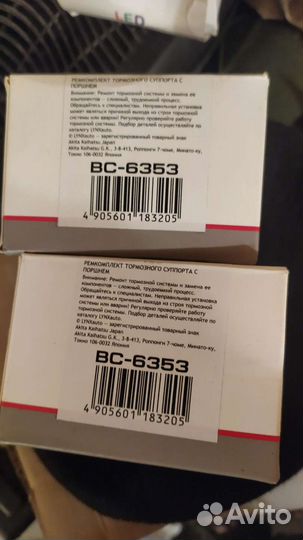 LED
РЕМКОМПЛЕКТ ТОРМОЗНОГО СУППОРТА С
ПОРШНЕМ
Внимание: Ремонт тормозной системы и замена ее
компонентов – сложный, трудоемкий процесс.
Обращайтесь к специалистам. Неправильная установка
может являться причиной выхода из строя тормозной
системы или аварии! Регулярно проверяйте работу
тормозной системы. Подбор деталей осуществляйте по
каталогу LYNXauto.
© LYNXauto – зарегистрированный товарный знак
Akita Kaihatsu Japan
Akita Kaihatsu G.K., 3-8-413, Роппонги 7-чоме, Минато-ку,
Токио 106-0032 Япония
BC-6353
4 905601 183205
РЕМКОМПЛЕКТ ТОРМОЗНОГО СУППОРТА С
ПОРШНЕМ
Внимание: Ремонт тормозной системы и замена ее
компонентов – сложный, трудоемкий процесс.
Обращайтесь к специалистам. Неправильная установка
может являться причиной выхода из строя тормозной
системы или аварии! Регулярно проверяйте работу
тормозной системы. Подбор деталей осуществляйте по
каталогу LYNXauto.
© LYNXauto – зарегистрированный товарный знак
Akita Kaihatsu Japan
Akita Kaihatsu G.K., 3-8-413, Роппонги 7-чоме, Минато-ку,
Токио 106-0032 Япония
BC-6353
4 905601 183205
Avito